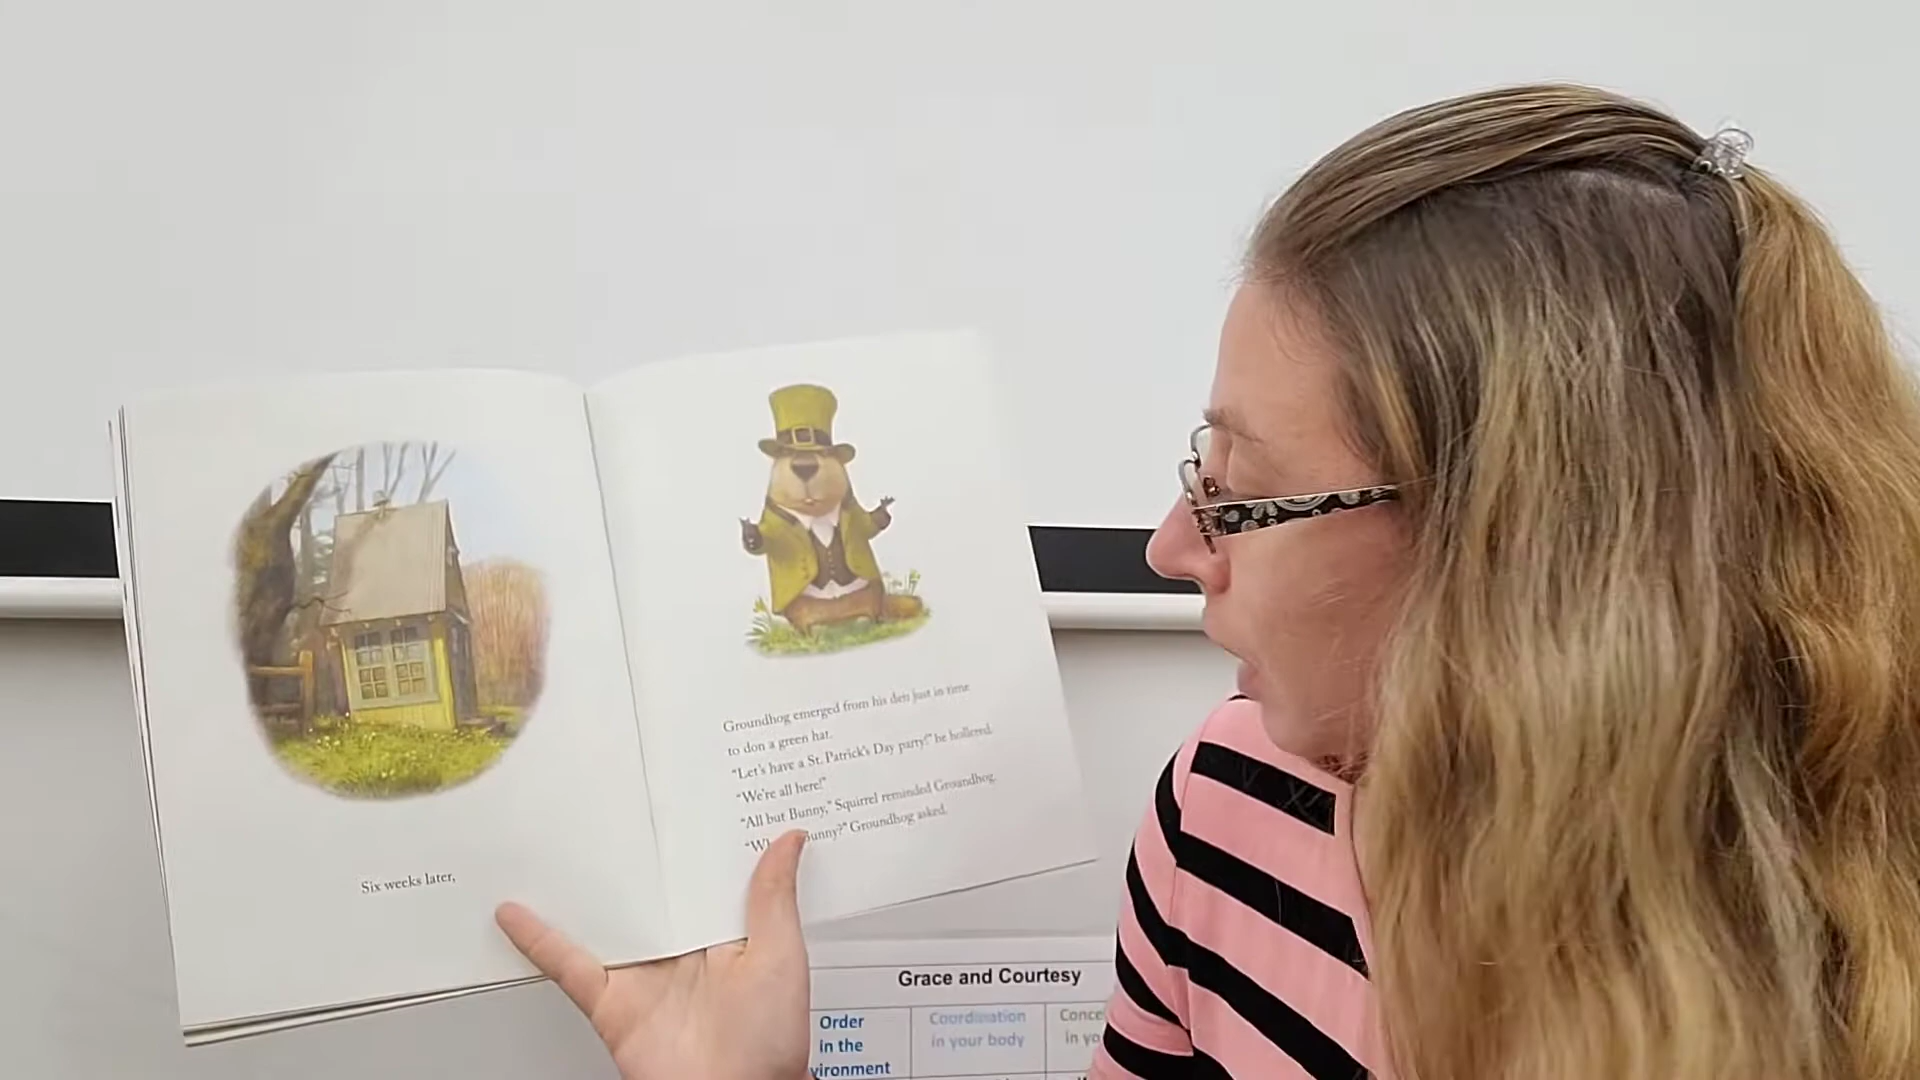 Six weeks later,
Groundhog emerged from his den just in time
to don a green hat.
"Let's have a St. Patrick's Day party!" he hollered.
"We're all here!"
"All but Bunny," Squirrel reminded Groundhog.
Bunny?" Groundhog asked.
Grace and Courtesy
Order
in the
Coordination
in your body
in